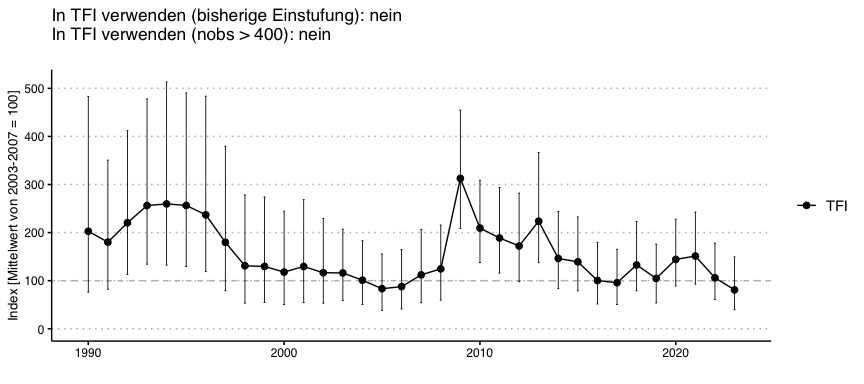 In TFI verwenden (bisherige Einstufung): nein
In TFI verwenden (nobs > 400): nein
Index [Mittelwert von 2003-2007 = 100]
500
400
300
200
100
0
1990
2000
2010
2020
TFI